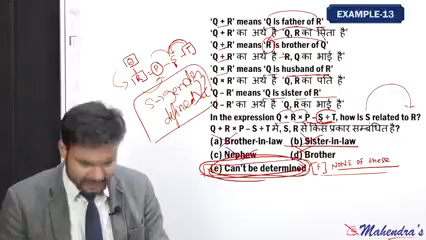 EXAMPLE-13
'Q ÷ R' means 'Q is father of R'
'Q ÷ R' का अर्थ है 'Q, R का पिता है'
'Q + R' means 'R is brother of Q'
'Q + R' का अर्थ है 'R, Q का भाई है'
'Q × R' means 'Q is husband of R'
'Q × R' का अर्थ है 'Q, R का पति है'
'Q – R' means 'Q is sister of R'
'Q – R' का अर्थ है 'Q, R का भाई है'
In the expression Q + R × P – S ÷ T, how is S related to R?
Q + R × P – S ÷ T में, S, R से किस प्रकार सम्बन्धित है?
(a) Brother-in-law (b) Sister-in-law
(c) Nephew (d) Brother
(e) Can't be determined [F] NONE of these
S → Gender
defined
Mahendra's